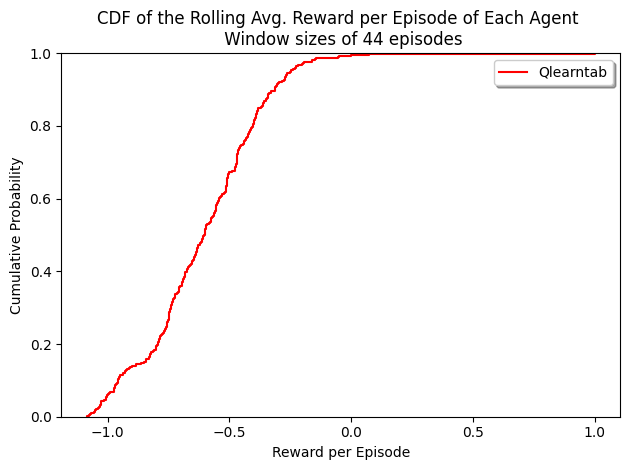 CDF of the Rolling Avg. Reward per Episode of Each Agent
Window sizes of 44 episodes
Qlearntab
1.0
0.8
0.6
0.4
0.2
0.0
Cumulative Probability
−1.0
−0.5
0.0
0.5
1.0
Reward per Episode